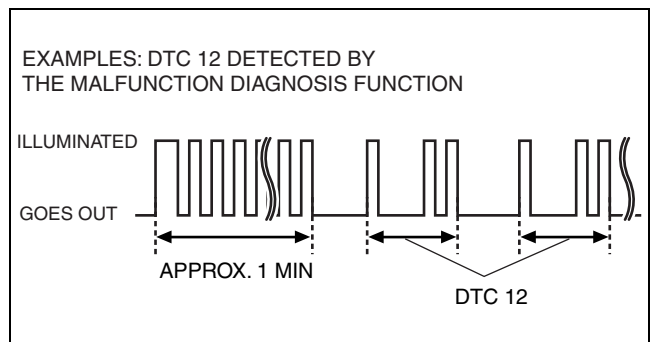 EXAMPLES: DTC 12 DETECTED BY
THE MALFUNCTION DIAGNOSIS FUNCTION
ILLUMINATED
GOES OUT
APPROX. 1 MIN
DTC 12